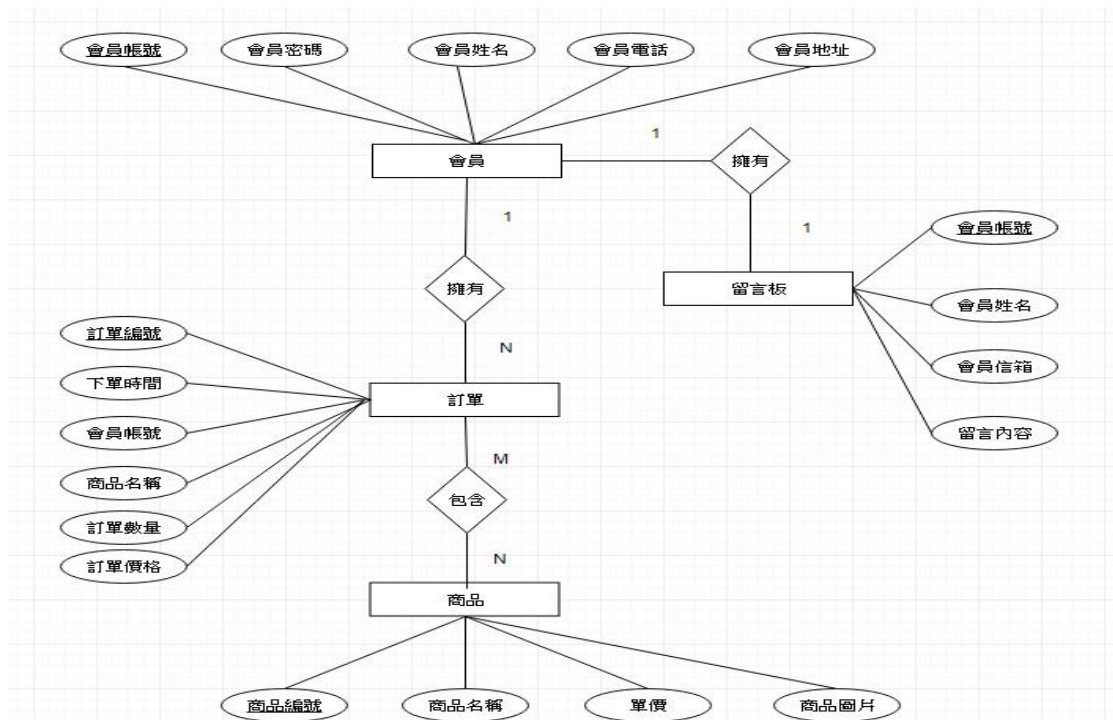 會員帳號
會員密碼
會員姓名
會員電話
會員地址
1
會員
擁有
1
1
會員帳號
擁有
留言板
會員姓名
訂單編號
N
會員信箱
下單時間
訂單
會員帳號
留言內容
M
商品名稱
包含
訂單數量
N
訂單價格
商品
商品編號
商品名稱
單價
商品圖片